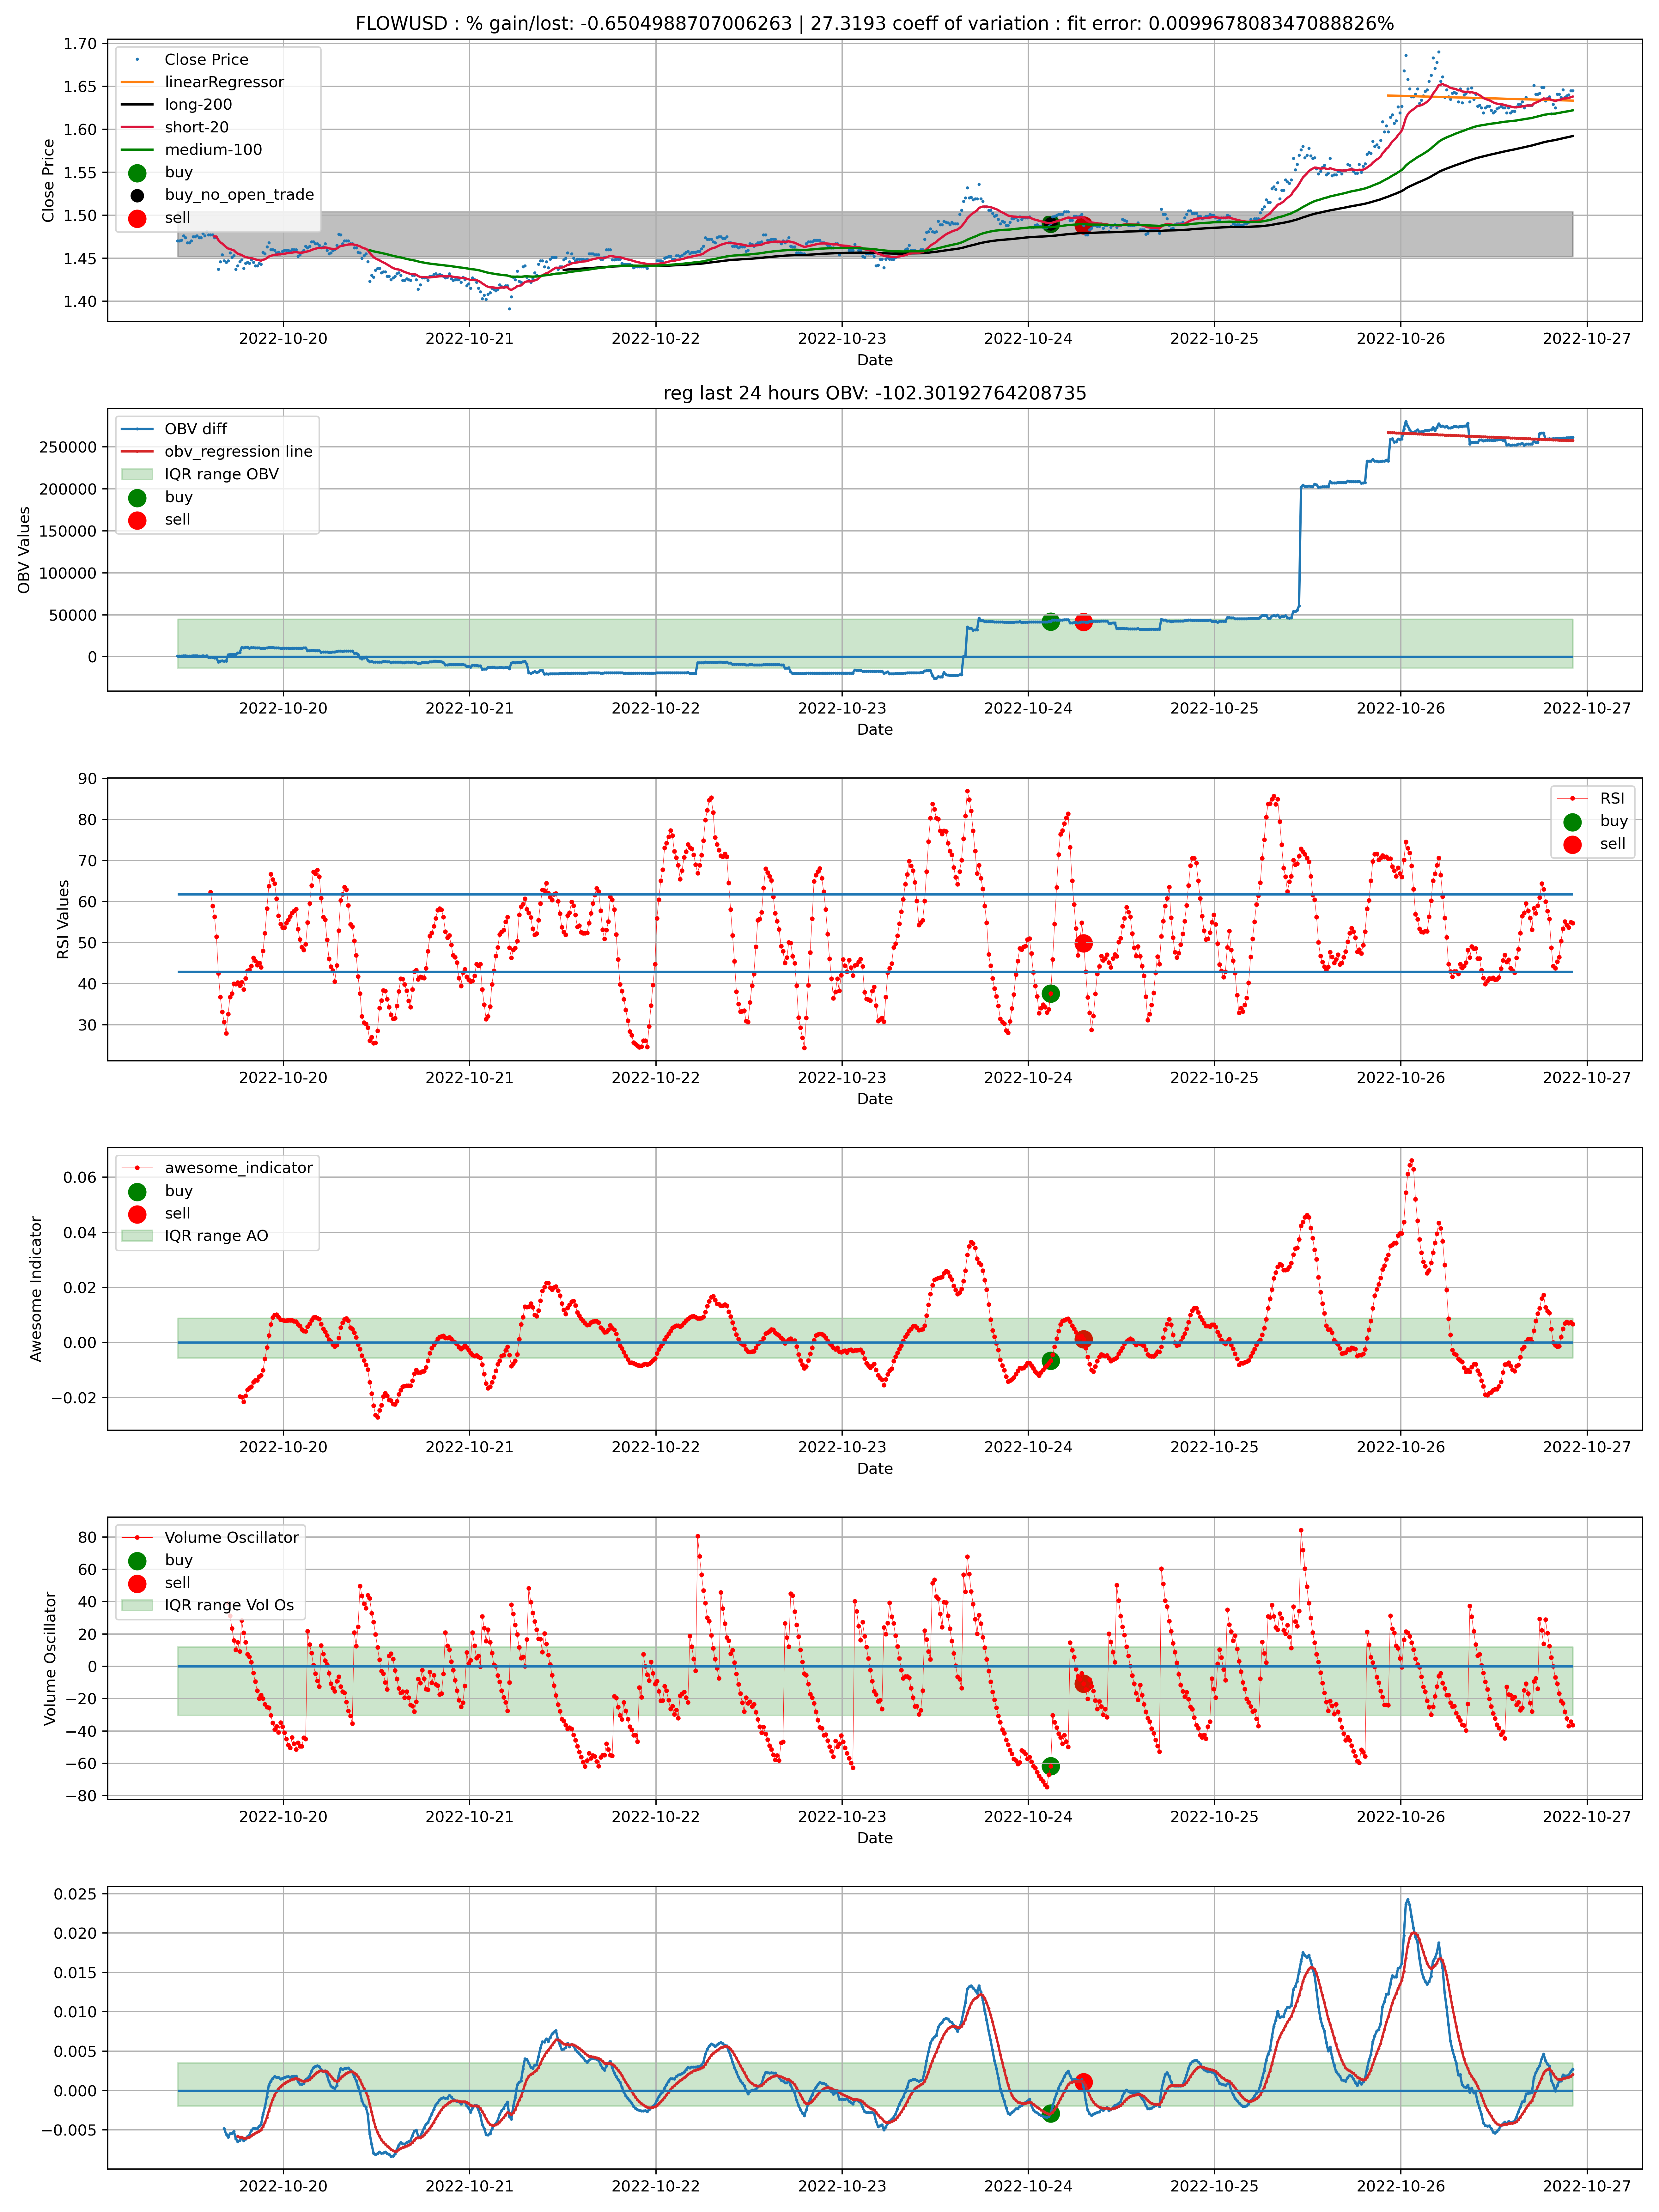 FLOWUSD : % gain/lost: -0.6504988707006263 | 27.3193 coeff of variation : fit error: 0.009967808347088826%
1.70
1.65
1.60
1.55
1.50
1.45
1.40
Close Price
Close Price
linearRegressor
long-200
short-20
medium-100
buy
buy_no_open_trade
sell
2022-10-20
2022-10-21
2022-10-22
2022-10-23
2022-10-24
2022-10-25
2022-10-26
2022-10-27
Date
reg last 24 hours OBV: -102.30192764208735
250000
200000
150000
100000
50000
0
OBV Values
OBV diff
obv_regression line
IQR range OBV
buy
sell
2022-10-20
2022-10-21
2022-10-22
2022-10-23
2022-10-24
2022-10-25
2022-10-26
2022-10-27
Date
90
80
70
60
50
40
30
RSI Values
RSI
buy
sell
2022-10-20
2022-10-21
2022-10-22
2022-10-23
2022-10-24
2022-10-25
2022-10-26
2022-10-27
Date
0.06
0.04
0.02
0.00
−0.02
Awesome Indicator
awesome_indicator
buy
sell
IQR range AO
2022-10-20
2022-10-21
2022-10-22
2022-10-23
2022-10-24
2022-10-25
2022-10-26
2022-10-27
Date
80
60
40
20
0
−20
−40
−60
−80
Volume Oscillator
Volume Oscillator
buy
sell
IQR range Vol Os
2022-10-20
2022-10-21
2022-10-22
2022-10-23
2022-10-24
2022-10-25
2022-10-26
2022-10-27
Date
0.025
0.020
0.015
0.010
0.005
0.000
−0.005
2022-10-20
2022-10-21
2022-10-22
2022-10-23
2022-10-24
2022-10-25
2022-10-26
2022-10-27